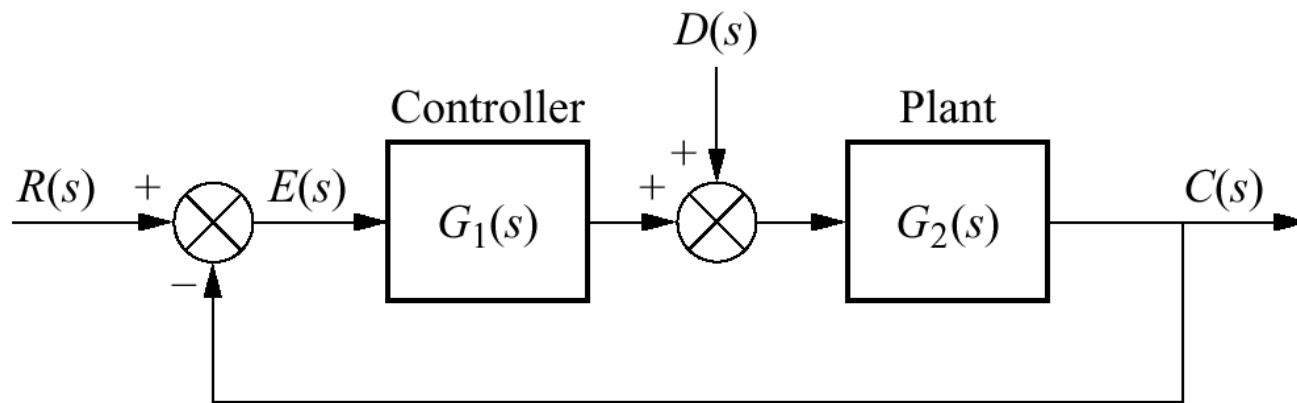 D(s)
Controller
Plant
+
R(s)
+
E(s)
G₁(s)
+
G₂(s)
C(s)
−